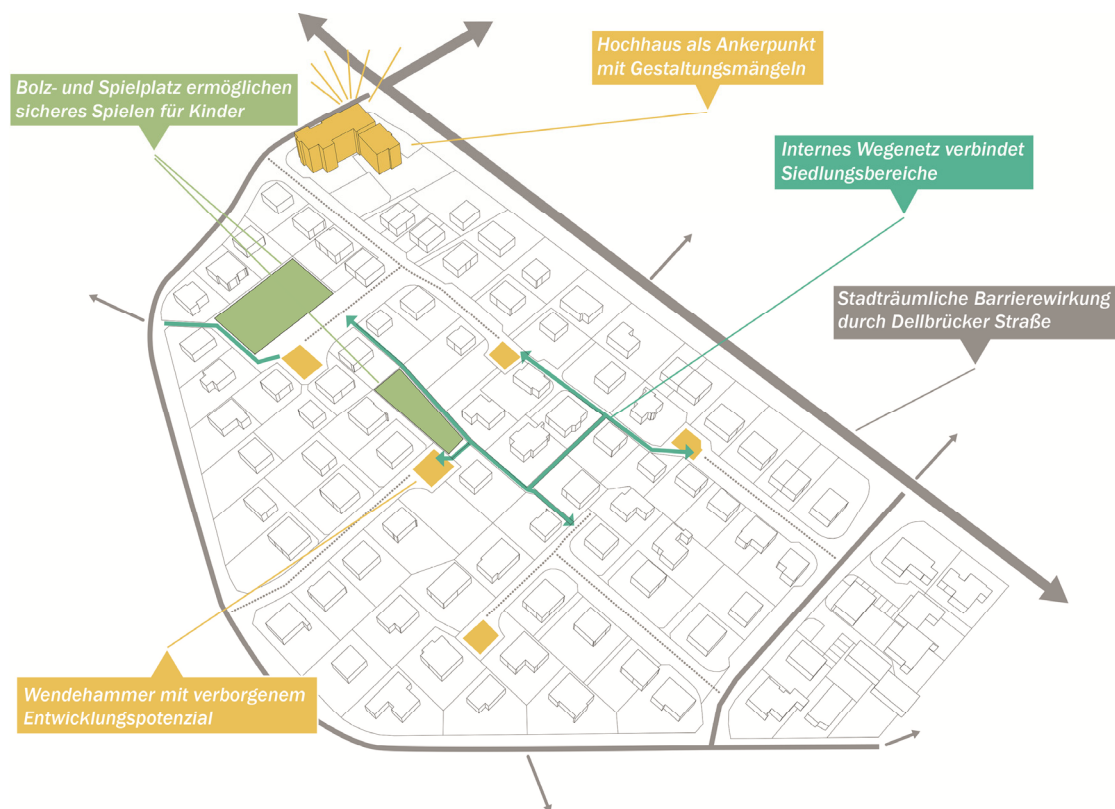 Hochhaus als Ankerpunkt
mit Gestaltungsmängeln
Bolz- und Spielplatz ermöglichen
sicheres Spielen für Kinder
Internes Wegenetz verbindet
Siedlungsbereiche
Stadträumliche Barrierewirkung
durch Dellbrücker Straße
Wendehammer mit verborgenem
Entwicklungspotenzial